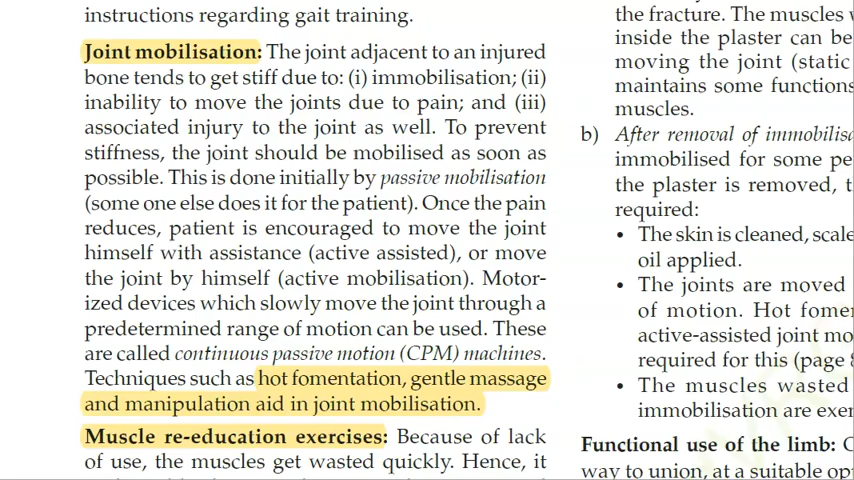 instructions regarding gait training.
Joint mobilisation: The joint adjacent to an injured
bone tends to get stiff due to: (i) immobilisation; (ii)
inability to move the joints due to pain; and (iii)
associated injury to the joint as well. To prevent
stiffness, the joint should be mobilised as soon as
possible. This is done initially by passive mobilisation
(some one else does it for the patient). Once the pain
reduces, patient is encouraged to move the joint
himself with assistance (active assisted), or move
the joint by himself (active mobilisation). Motor-
ized devices which slowly move the joint through a
predetermined range of motion can be used. These
are called continuous passive motion (CPM) machines.
Techniques such as hot fomentation, gentle massage
and manipulation aid in joint mobilisation.
Muscle re-education exercises: Because of lack
of use, the muscles get wasted quickly. Hence, it
the fracture. The muscles
inside the plaster can be
moving the joint (static
maintains some functions
muscles.
b) After removal of
immobilised for some
the plaster is removed,
required:
• The skin is cleaned,
oil applied.
• The joints are moved
of motion. Hot
active-assisted joint
required for this (page
• The muscles wasted
immobilisation are
Functional use of the limb:
way to union, at a suitable